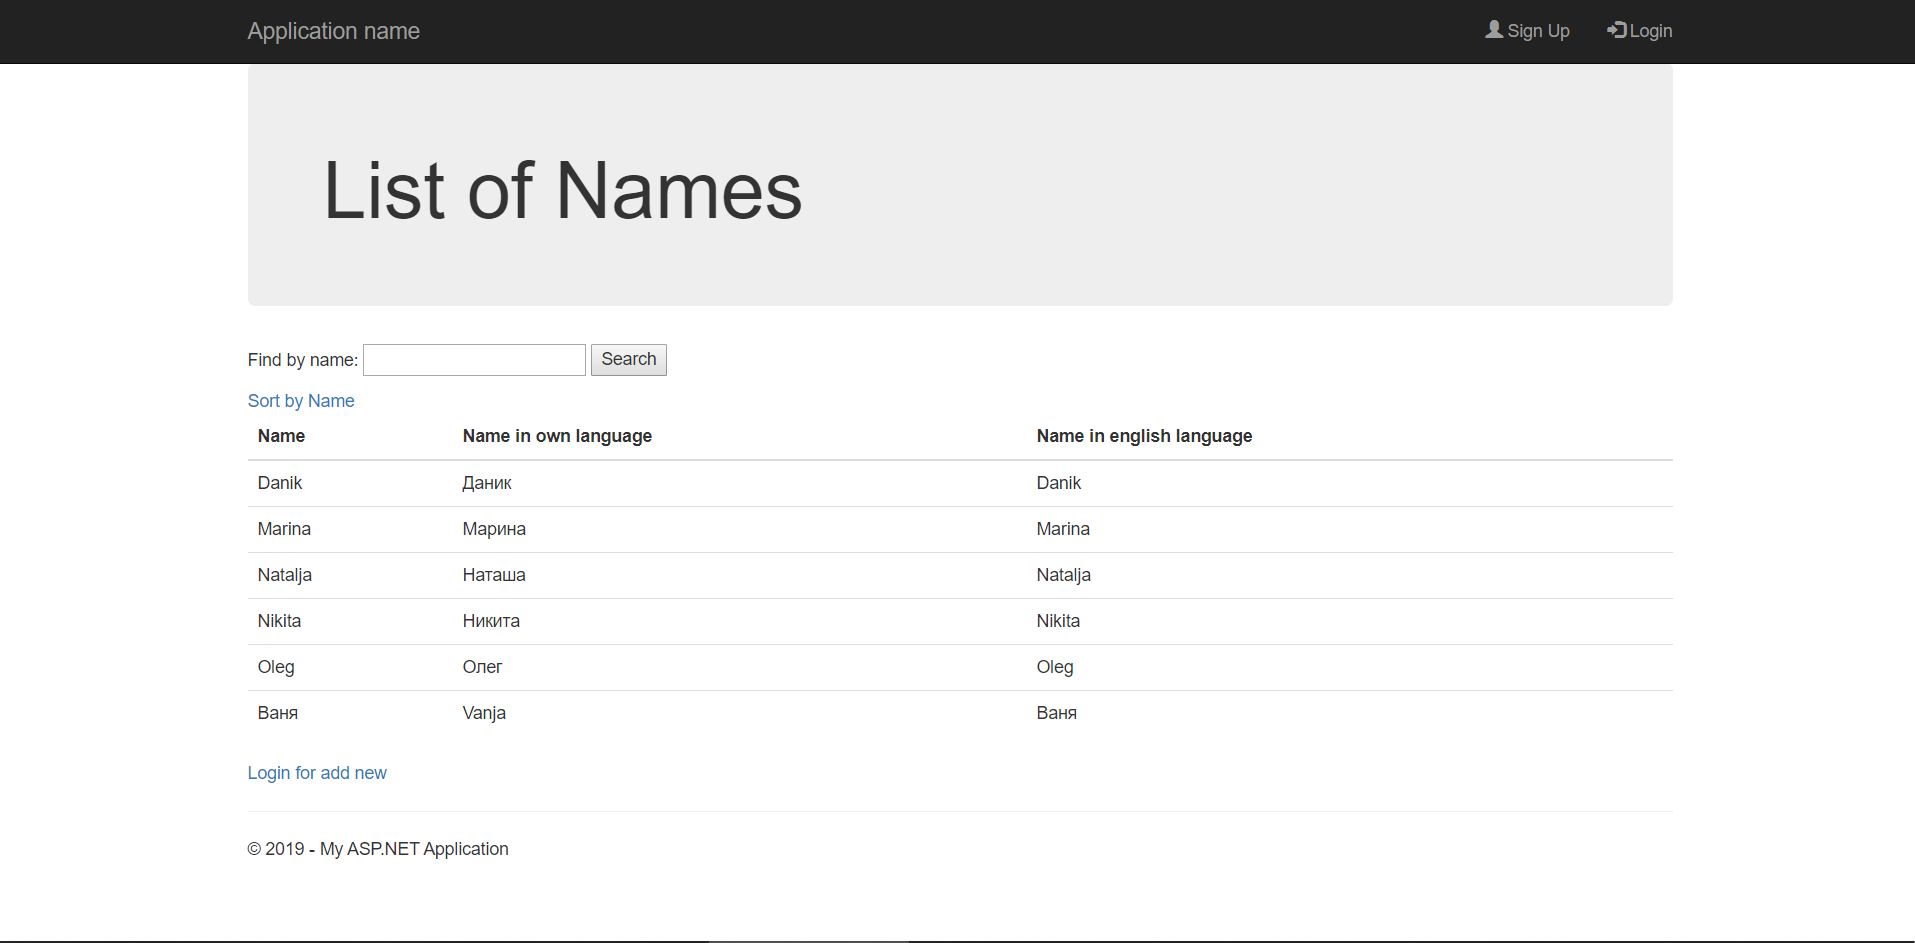 Application name Sign Up Login
List of Names
Find by name: Search
Sort by Name
Name Name in own language Name in english language
Danik Даник Danik
Marina Марина Marina
Natalja Наташа Natalja
Nikita Никита Nikita
Oleg Олег Oleg
Ваня Vanja Ваня
Login for add new
© 2019 - My ASP.NET Application